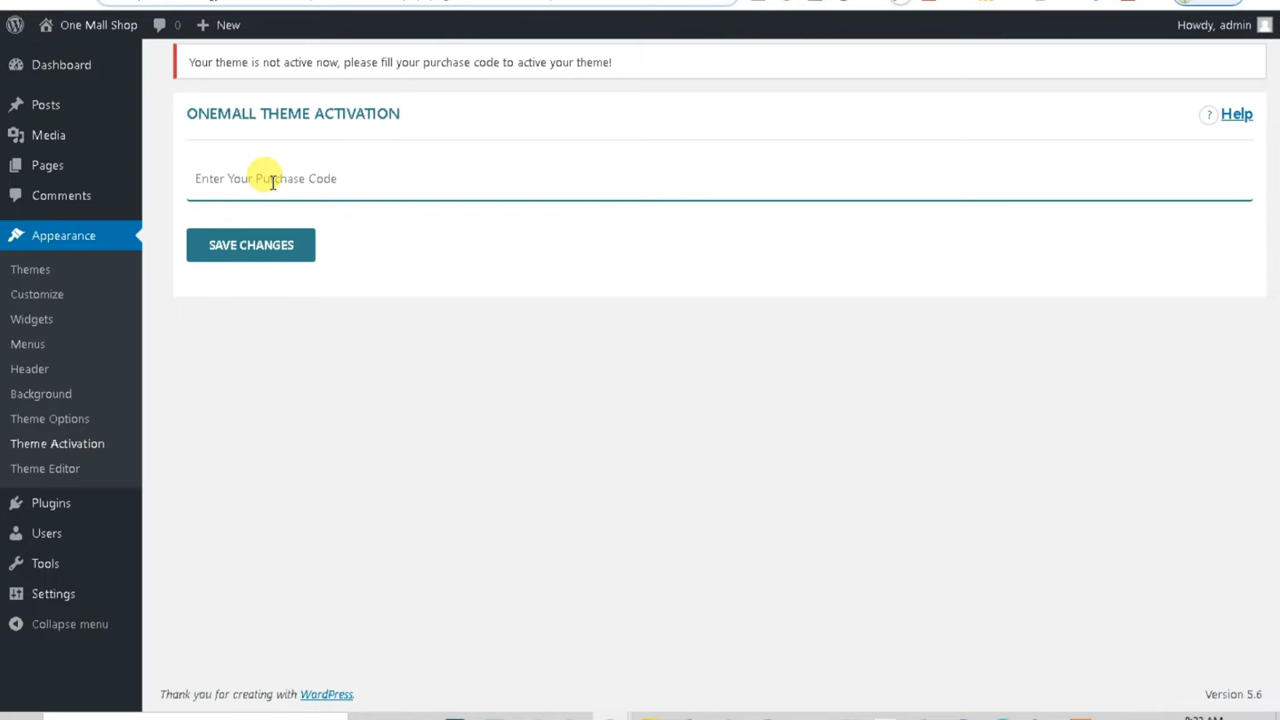 One Mall Shop
0
New
Howdy, admin
Dashboard
Posts
Media
Pages
Comments
Appearance
Themes
Customize
Widgets
Menus
Header
Background
Theme Options
Theme Activation
Theme Editor
Plugins
Users
Tools
Settings
Collapse menu
Your theme is not active now, please fill your purchase code to active your theme!
ONEMALL THEME ACTIVATION
? Help
Enter Your Purchase Code
SAVE CHANGES
Thank you for creating with WordPress.
Version 5.6